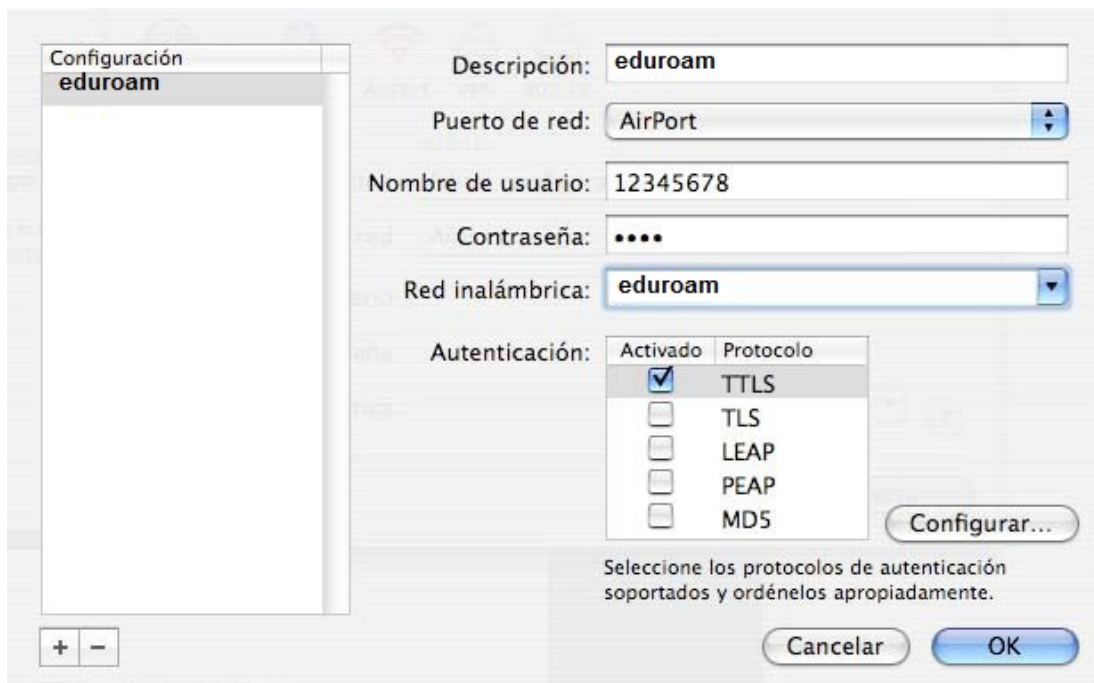 Configuración
eduroam
Descripción: eduroam
Puerto de red: AirPort
Nombre de usuario: 12345678
Contraseña: ••••
Red inalámbrica: eduroam
Autenticación:
Activado Protocolo
TTLS
TLS
LEAP
PEAP
MD5
Configurar...
Seleccione los protocolos de autenticación
soportados y ordénelos apropiadamente.
+ −
Cancelar OK